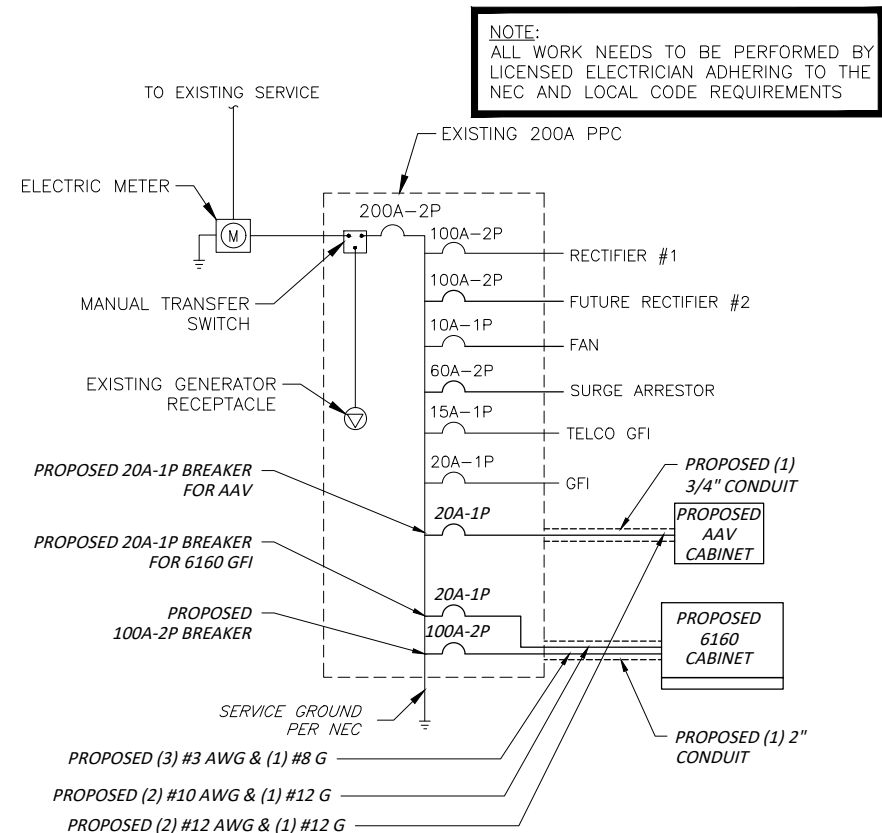 NOTE:
ALL WORK NEEDS TO BE PERFORMED BY
LICENSED ELECTRICIAN ADHERING TO THE
NEC AND LOCAL CODE REQUIREMENTS
TO EXISTING SERVICE
EXISTING 200A PPC
ELECTRIC METER
M
200A-2P
100A-2P
RECTIFIER #1
MANUAL TRANSFER
SWITCH
100A-2P
FUTURE RECTIFIER #2
10A-1P
FAN
EXISTING GENERATOR
RECEPTACLE
60A-2P
SURGE ARRESTOR
15A-1P
TELCO GFI
20A-1P
GFI
PROPOSED 20A-1P BREAKER
FOR AAV
20A-1P
PROPOSED (1)
3/4" CONDUIT
PROPOSED
AAV
CABINET
PROPOSED 20A-1P BREAKER
FOR 6160 GFI
20A-1P
PROPOSED
100A-2P BREAKER
100A-2P
PROPOSED
6160
CABINET
SERVICE GROUND
PER NEC
PROPOSED (1) 2"
CONDUIT
PROPOSED (3) #3 AWG & (1) #8 G
PROPOSED (2) #10 AWG & (1) #12 G
PROPOSED (2) #12 AWG & (1) #12 G